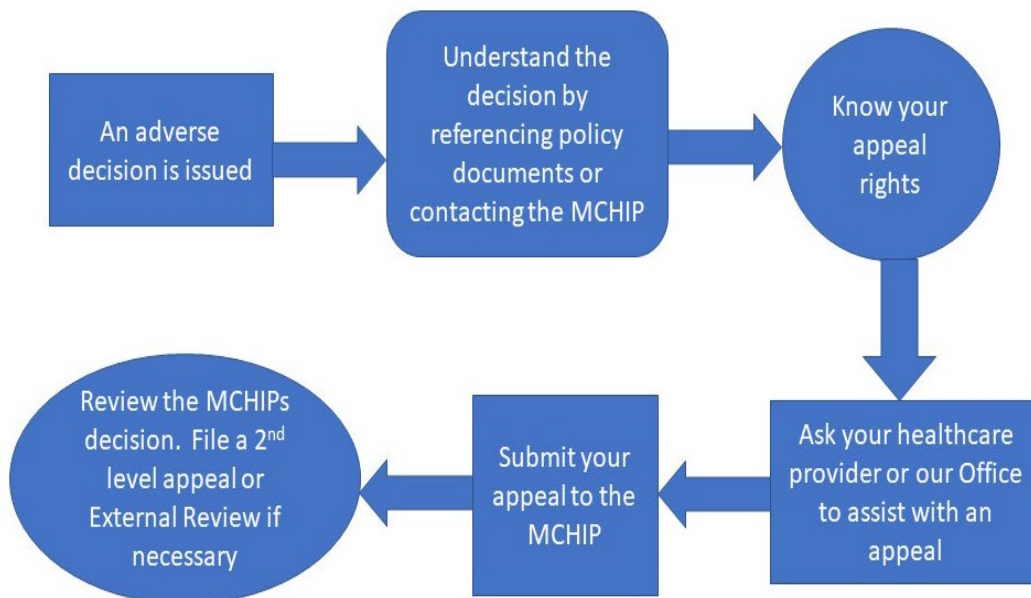 An adverse
decision is issued
Understand the
decision by
referencing policy
documents or
contacting the MCHIP
Know your
appeal
rights
Ask your healthcare
provider or our Office
to assist with an
appeal
Submit your
appeal to the
MCHIP
Review the MCHIPs
decision. File a 2nd
level appeal or
External Review if
necessary